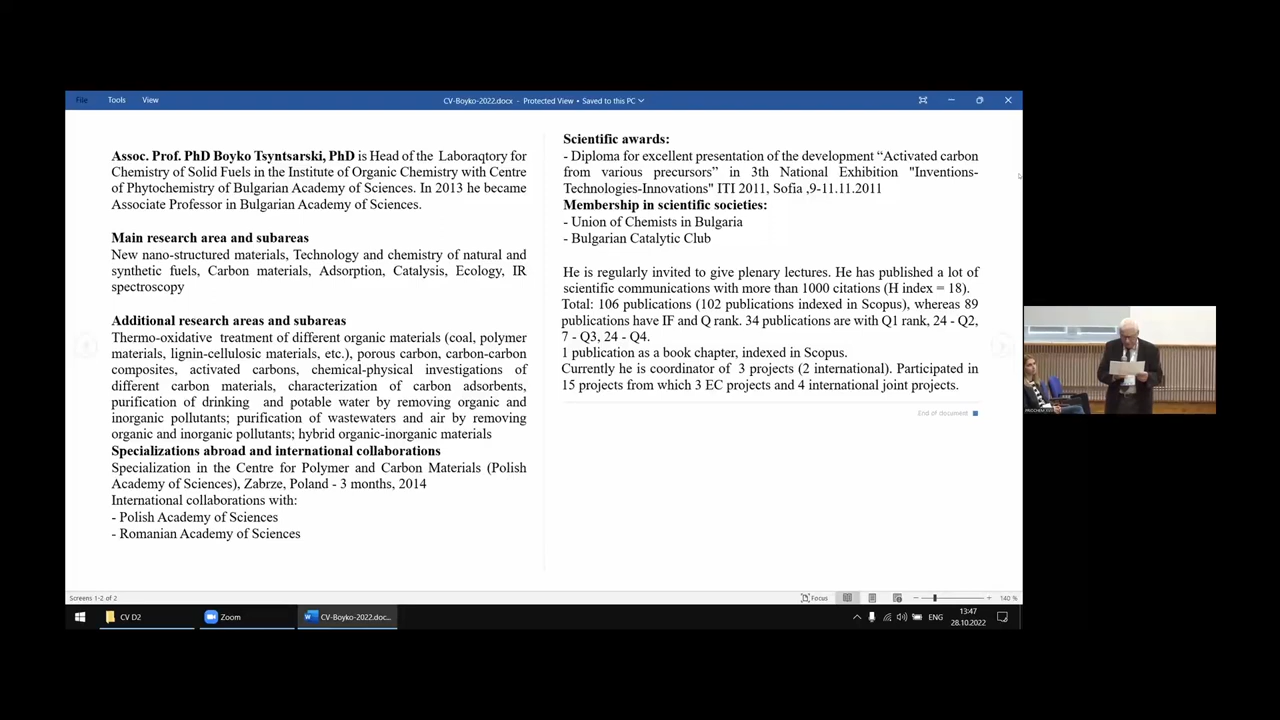 File Tools View
CV-Boyko-2022.docx - Protected View • Saved to this PC
Assoc. Prof. PhD Boyko Tsyntsarski, PhD is Head of the Laboraqtory for
Chemistry of Solid Fuels in the Institute of Organic Chemistry with Centre
of Phytochemistry of Bulgarian Academy of Sciences. In 2013 he became
Associate Professor in Bulgarian Academy of Sciences.
Main research area and subareas
New nano-structured materials, Technology and chemistry of natural and
synthetic fuels, Carbon materials, Adsorption, Catalysis, Ecology, IR
spectroscopy
Additional research areas and subareas
Thermo-oxidative treatment of different organic materials (coal, polymer
materials, lignin-cellulosic materials, etc.), porous carbon, carbon-carbon
composites, activated carbons, chemical-physical investigations of
different carbon materials, characterization of carbon adsorbents,
purification of drinking and potable water by removing organic and
inorganic pollutants; purification of wastewaters and air by removing
organic and inorganic pollutants; hybrid organic-inorganic materials
Specializations abroad and international collaborations
Specialization in the Centre for Polymer and Carbon Materials (Polish
Academy of Sciences), Zabrze, Poland - 3 months, 2014
International collaborations with:
- Polish Academy of Sciences
- Romanian Academy of Sciences
Scientific awards:
- Diploma for excellent presentation of the development “Activated carbon
from various precursors” in 3th National Exhibition "Inventions-
Technologies-Innovations" ITI 2011, Sofia ,9-11.11.2011
Membership in scientific societies:
- Union of Chemists in Bulgaria
- Bulgarian Catalytic Club
He is regularly invited to give plenary lectures. He has published a lot of
scientific communications with more than 1000 citations (H index = 18).
Total: 106 publications (102 publications indexed in Scopus), whereas 89
publications have IF and Q rank. 34 publications are with Q1 rank, 24 - Q2,
7 - Q3, 24 - Q4.
1 publication as a book chapter, indexed in Scopus.
Currently he is coordinator of 3 projects (2 international). Participated in
15 projects from which 3 EC projects and 4 international joint projects.
End of document
Screens 1-2 of 2
Focus
140 %
CV D2
Zoom
CV-Boyko-2022.doc...
ENG
13:47
28.10.2022